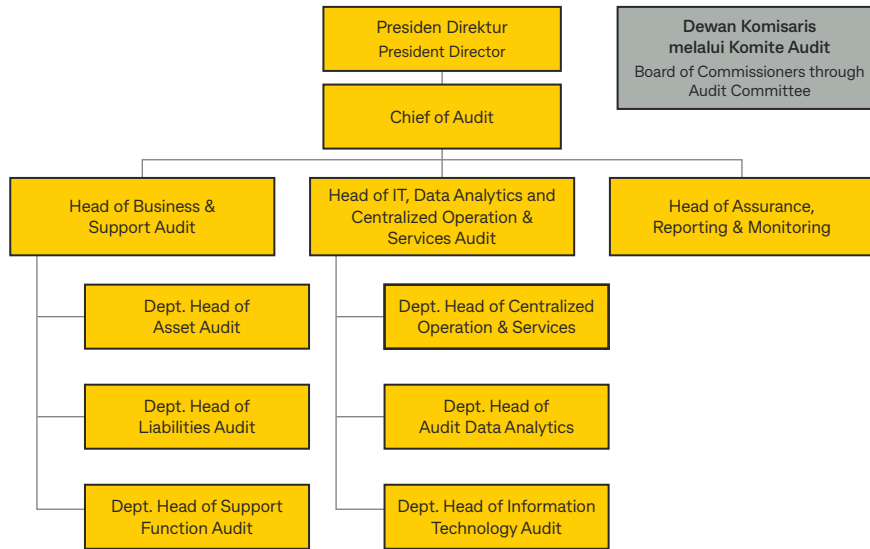 Presiden Direktur
President Director
Dewan Komisaris
melalui Komite Audit
Board of Commissioners through
Audit Committee
Chief of Audit
Head of Business &
Support Audit
Head of IT, Data Analytics and
Centralized Operation &
Services Audit
Head of Assurance,
Reporting & Monitoring
Dept. Head of
Asset Audit
Dept. Head of Centralized
Operation & Services
Dept. Head of
Liabilities Audit
Dept. Head of
Audit Data Analytics
Dept. Head of Support
Function Audit
Dept. Head of Information
Technology Audit